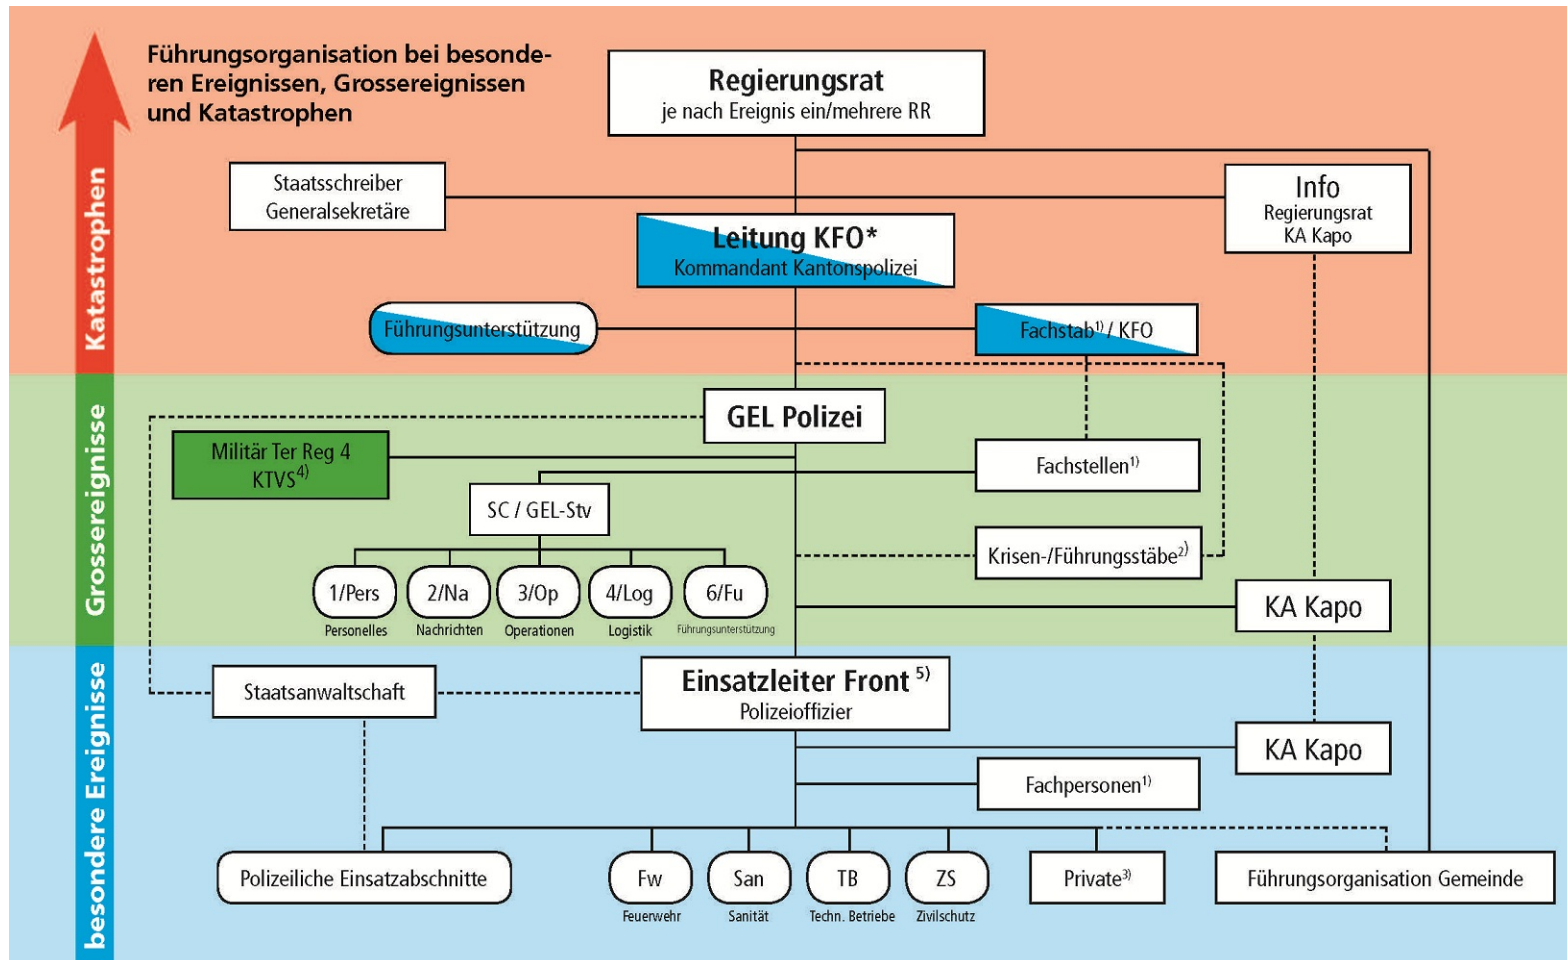 Führungsorganisation bei besonde-
ren Ereignissen, Grossereignissen
und Katastrophen
Regierungsrat
je nach Ereignis ein/mehrere RR
Staatsschreiber
Generalsekretäre
Info
Regierungsrat
KA Kapo
Leitung KFO*
Kommandant Kantonspolizei
Führungsunterstützung
Fachstab1) / KFO
Katastrophen
GEL Polizei
Militär Ter Reg 4
KTVS4)
Fachstellen1)
SC / GEL-Stv
Krisen-/Führungsstäbe2)
1/Pers
2/Na
3/Op
4/Log
6/Fu
Personelles
Nachrichten
Operationen
Logistik
Führungsunterstützung
KA Kapo
Grossereignisse
Staatsanwaltschaft
Einsatzleiter Front 5)
Polizeioffizier
KA Kapo
Fachpersonen1)
Polizeiliche Einsatzabschnitte
Fw
San
TB
ZS
Private3)
Führungsorganisation Gemeinde
Feuerwehr
Sanität
Techn. Betriebe
Zivilschutz
besondere Ereignisse